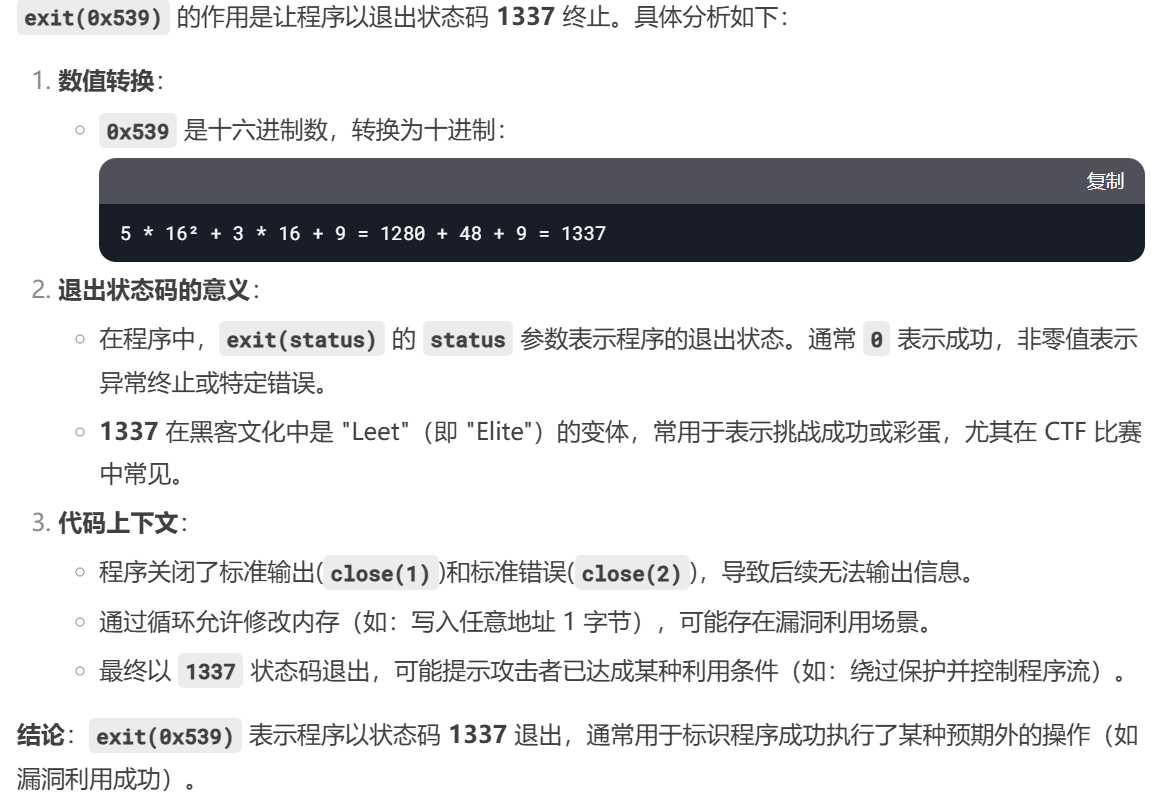 exit(0x539) 的作用是让程序以退出状态码 1337 终止。具体分析如下：
1. 数值转换：
○ 0x539 是十六进制数，转换为十进制：
复制
5 * 16² + 3 * 16 + 9 = 1280 + 48 + 9 = 1337
2. 退出状态码的意义：
○ 在程序中，exit(status) 的 status 参数表示程序的退出状态。通常 0 表示成功，非零值表示
异常终止或特定错误。
○ 1337 在黑客文化中是 "Leet"（即 "Elite"）的变体，常用于表示挑战成功或彩蛋，尤其在 CTF 比赛
中常见。
3. 代码上下文：
○ 程序关闭了标准输出(close(1))和标准错误(close(2))，导致后续无法输出信息。
○ 通过循环允许修改内存（如：写入任意地址 1 字节），可能存在漏洞利用场景。
○ 最终以 1337 状态码退出，可能提示攻击者已达成某种利用条件（如：绕过保护并控制程序流）。
结论：exit(0x539) 表示程序以状态码 1337 退出，通常用于标识程序成功执行了某种预期外的操作（如
漏洞利用成功）。